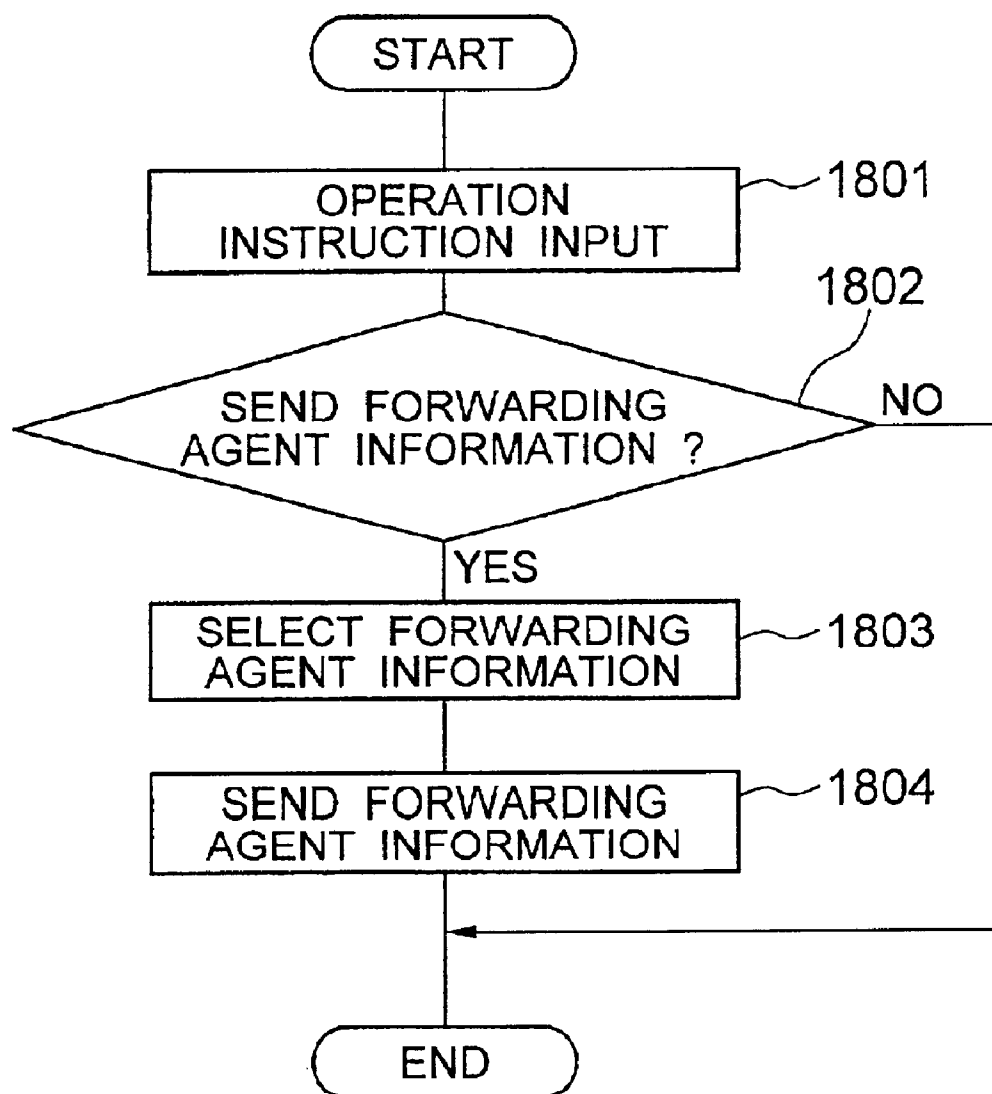 START
OPERATION
INSTRUCTION INPUT
1801
1802
SEND FORWARDING
AGENT INFORMATION ?
NO
YES
SELECT FORWARDING
AGENT INFORMATION
1803
SEND FORWARDING
AGENT INFORMATION
1804
END